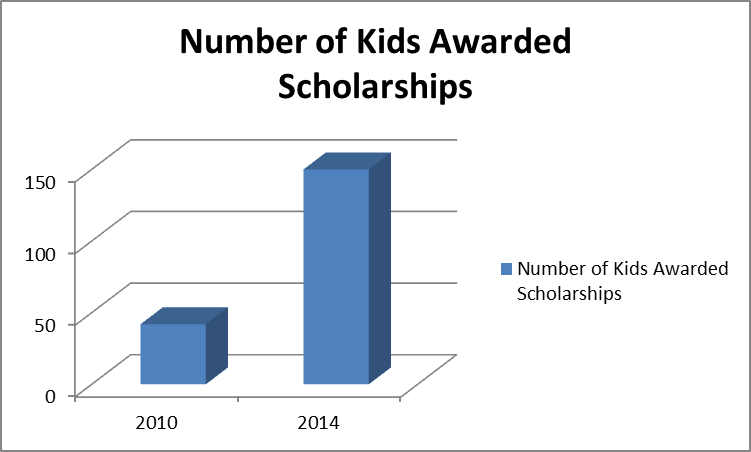 Number of Kids Awarded
Scholarships
150
100
50
0
2010
2014
Number of Kids Awarded
Scholarships